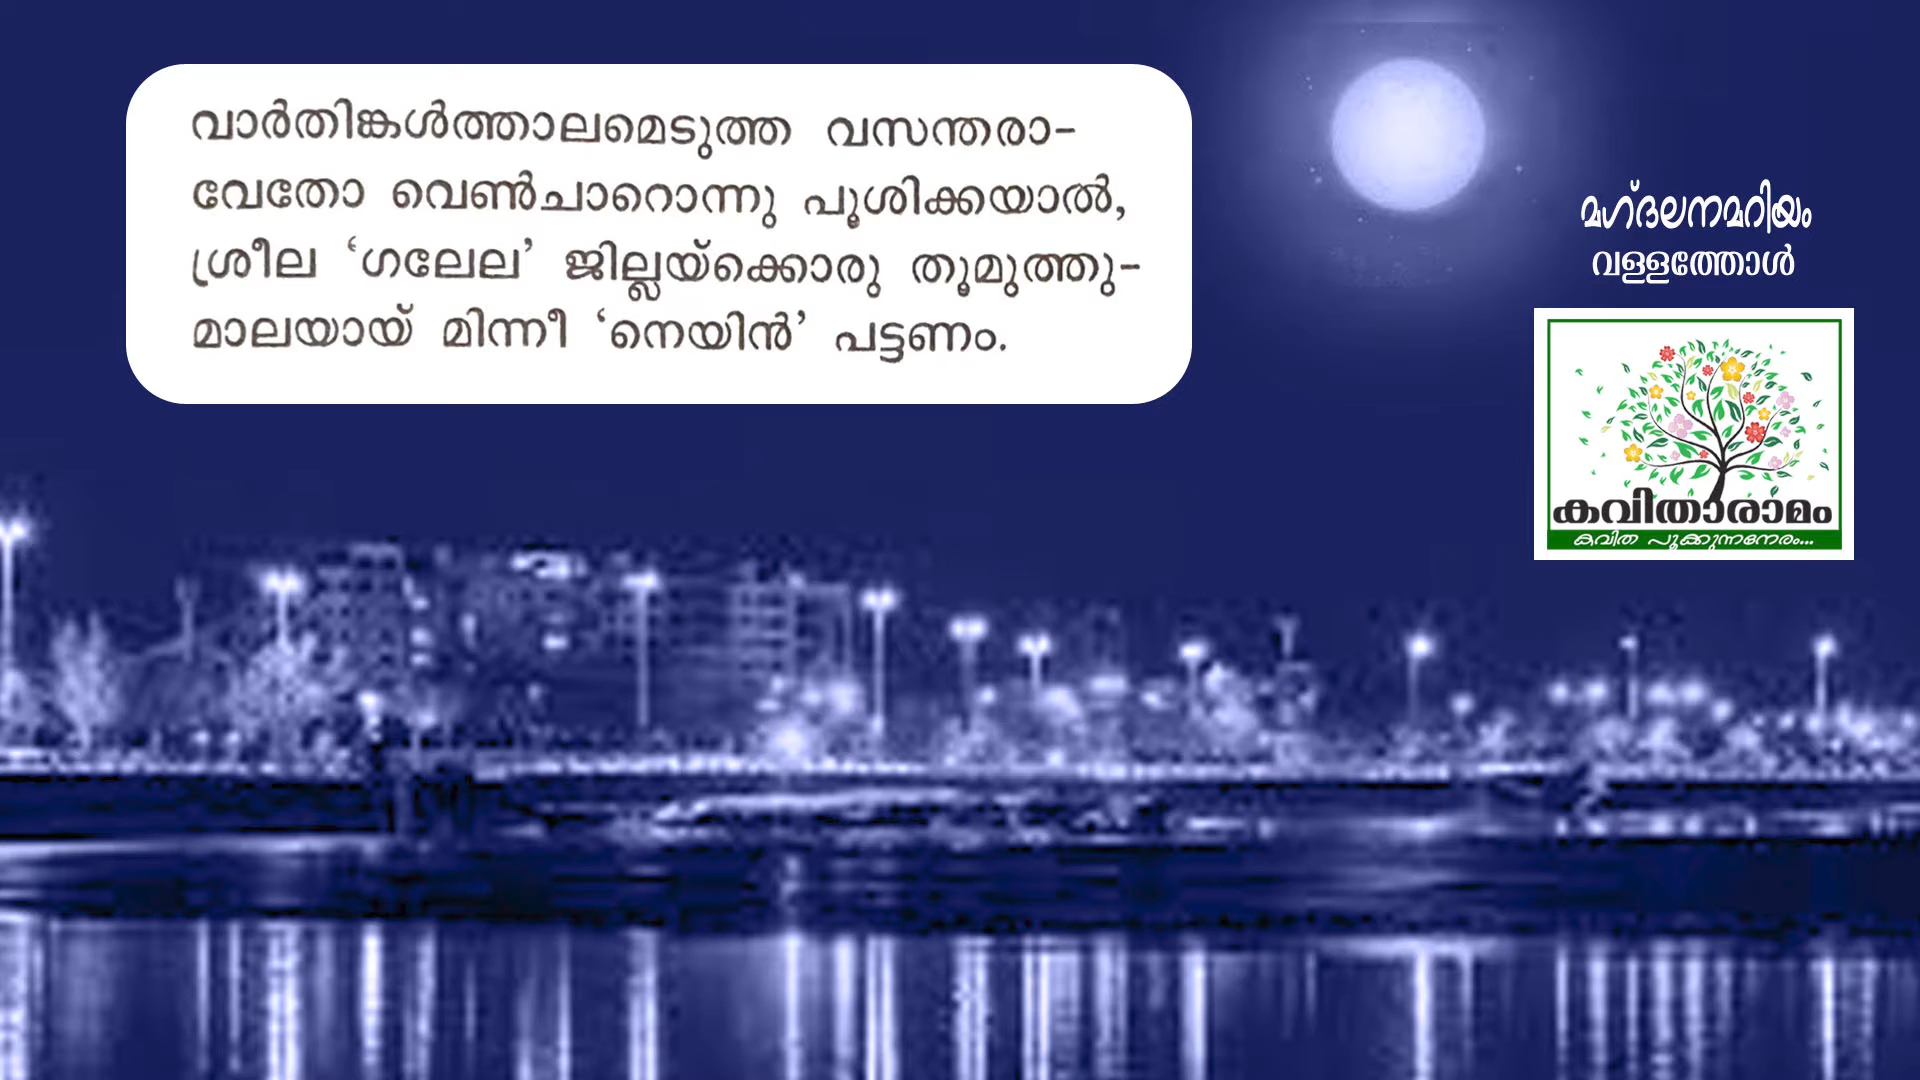 വാർതിങ്കൾത്താലമെടുത്ത വസന്തരാ–
വേതോ വെൺചാറൊന്നു പൂശിക്കയാൽ,
ശ്രീല ‘ഗലേല’ ജില്ലയ്ക്കൊരു തൂമുത്തു–
മാലയായ് മിന്നീ ‘നെയിൻ’ പട്ടണം.
മഗ്ദലനമറിയം
വള്ളത്തോൾ
കവിതാരാമം
കവിത പൂക്കുന്നനേരം...